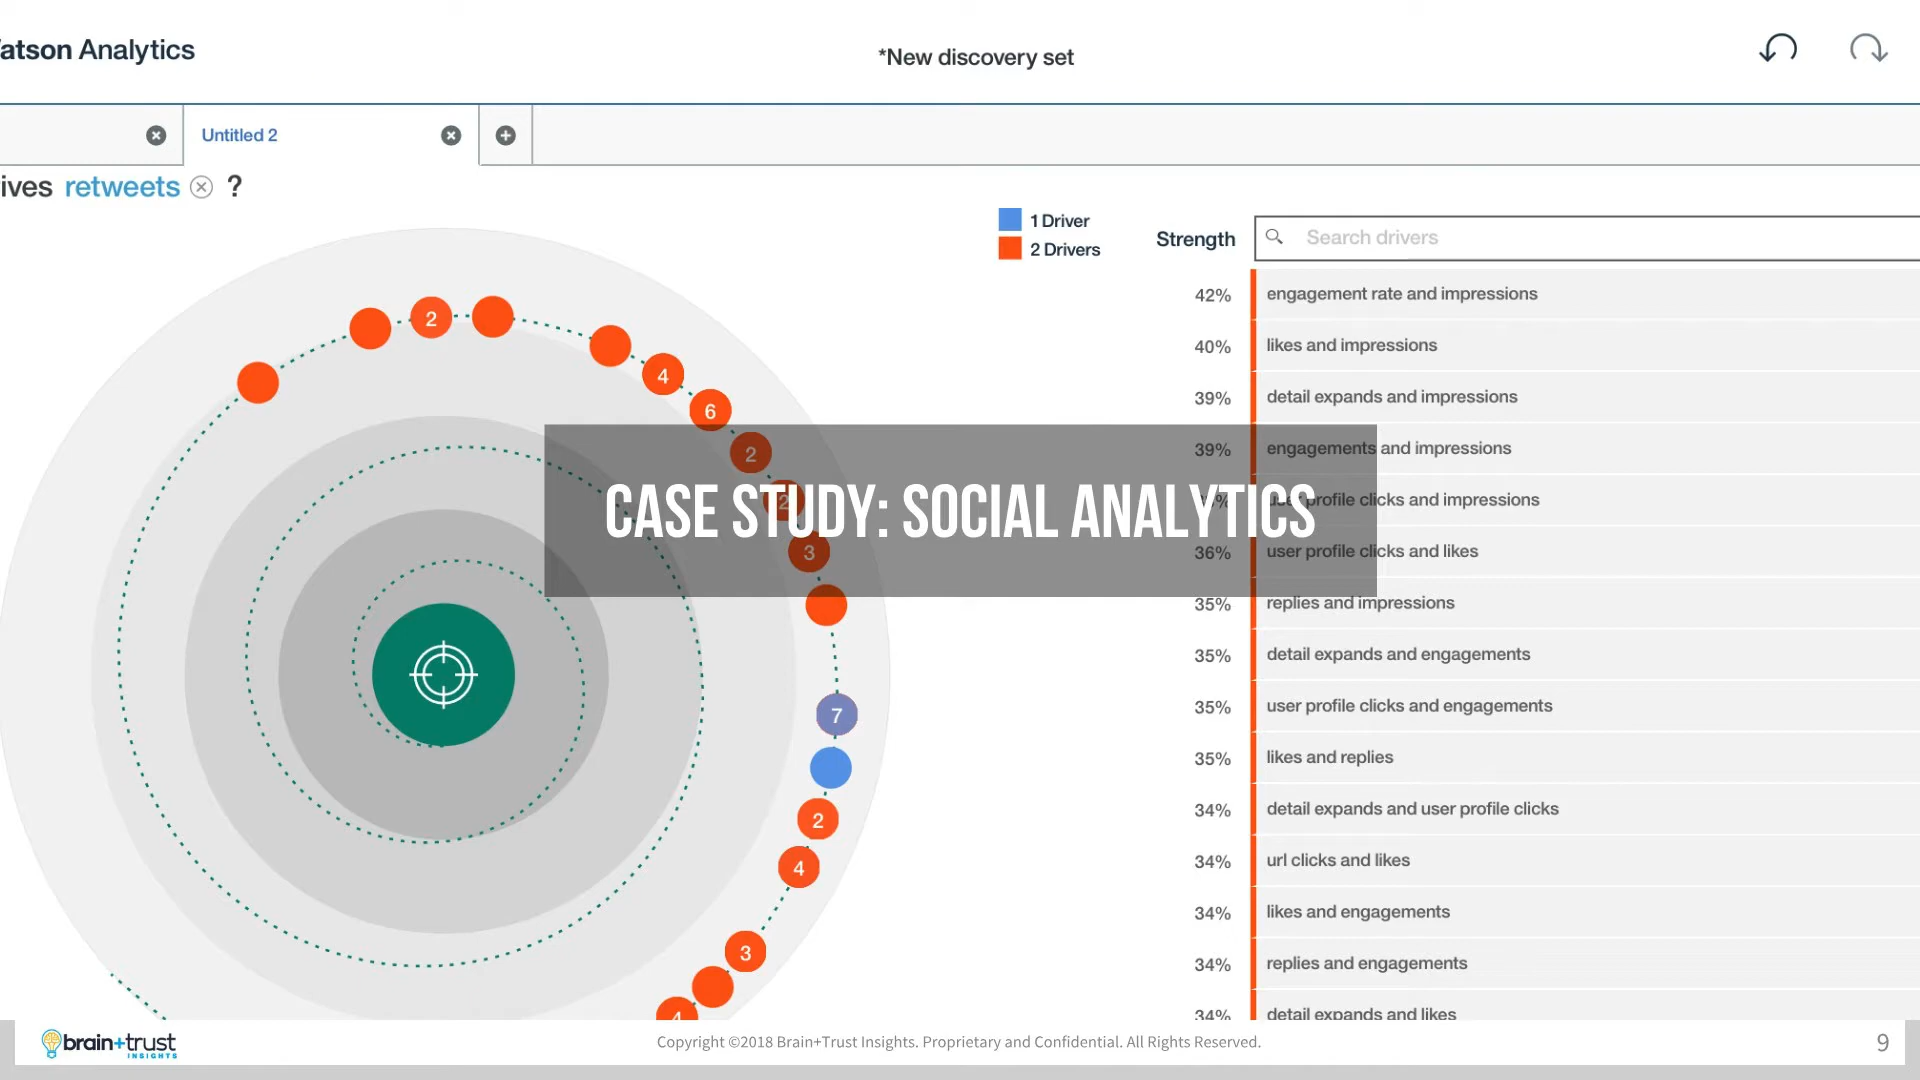 atson Analytics
*New discovery set
Untitled 2
ives retweets ?
1 Driver
2 Drivers
Strength
Search drivers
42% engagement rate and impressions
40% likes and impressions
39% detail expands and impressions
39% engagements and impressions
user profile clicks and impressions
36% user profile clicks and likes
35% replies and impressions
35% detail expands and engagements
35% user profile clicks and engagements
35% likes and replies
34% detail expands and user profile clicks
34% url clicks and likes
34% likes and engagements
34% replies and engagements
34% detail expands and likes
2
4
6
2
2
3
7
2
4
3
4
CASE STUDY: SOCIAL ANALYTICS
brain+trust
INSIGHTS
Copyright ©2018 Brain+Trust Insights. Proprietary and Confidential. All Rights Reserved.
9